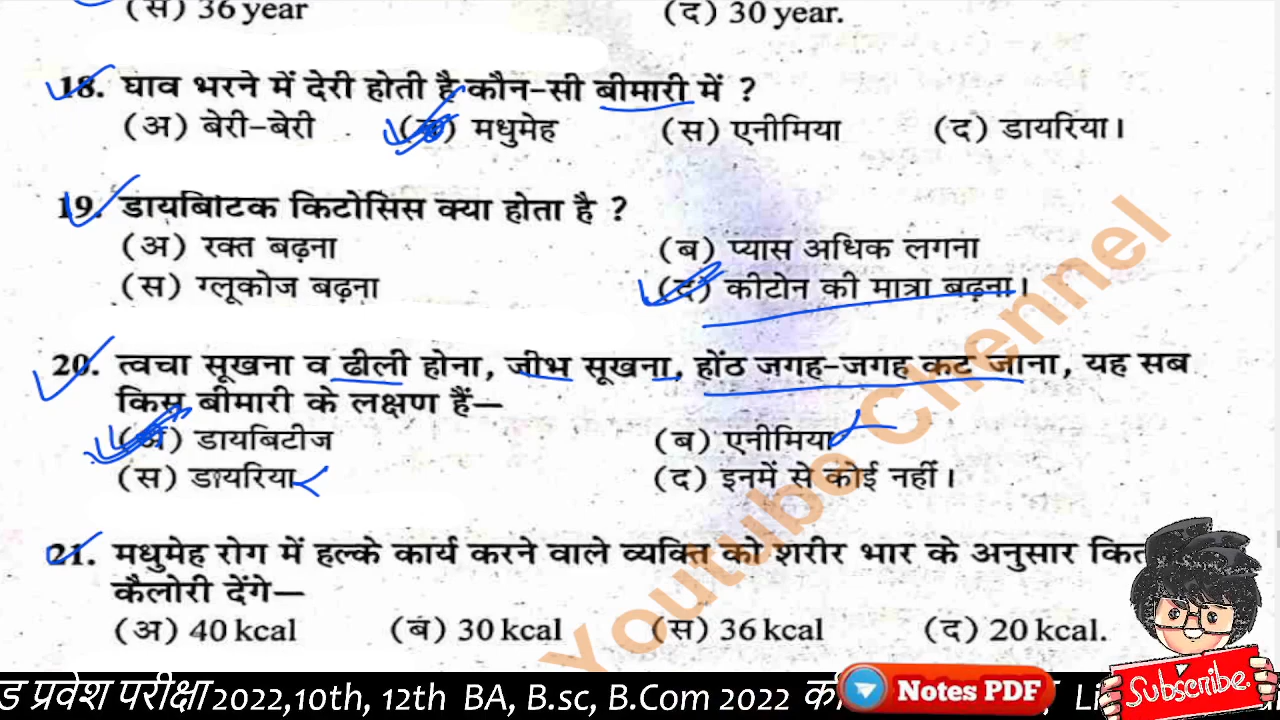 (स) 36 year (द) 30 year.
18. घाव भरने में देरी होती है कौन-सी बीमारी में ?
(अ) बेरी-बेरी (ब) मधुमेह (स) एनीमिया (द) डायरिया।
19. डायबिटिक किटोसिस क्या होता है ?
(अ) रक्त बढ़ना (ब) प्यास अधिक लगना
(स) ग्लूकोज बढ़ना (द) कीटोन की मात्रा बढ़ना।
20. त्वचा सूखना व ढीली होना, जीभ सूखना, होंठ जगह-जगह कट जाना, यह सब
किस बीमारी के लक्षण हैं—
(अ) डायबिटीज (ब) एनीमिया
(स) डायरिया (द) इनमें से कोई नहीं।
21. मधुमेह रोग में हल्के कार्य करने वाले व्यक्ति को शरीर भार के अनुसार
कैलोरी देंगे—
(अ) 40 kcal (ब) 30 kcal (स) 36 kcal (द) 20 kcal.
Youtube Chennel
प्रवेश परीक्षा 2022,10th, 12th BA, B.sc, B.Com 2022
Notes PDF
Subscribe.